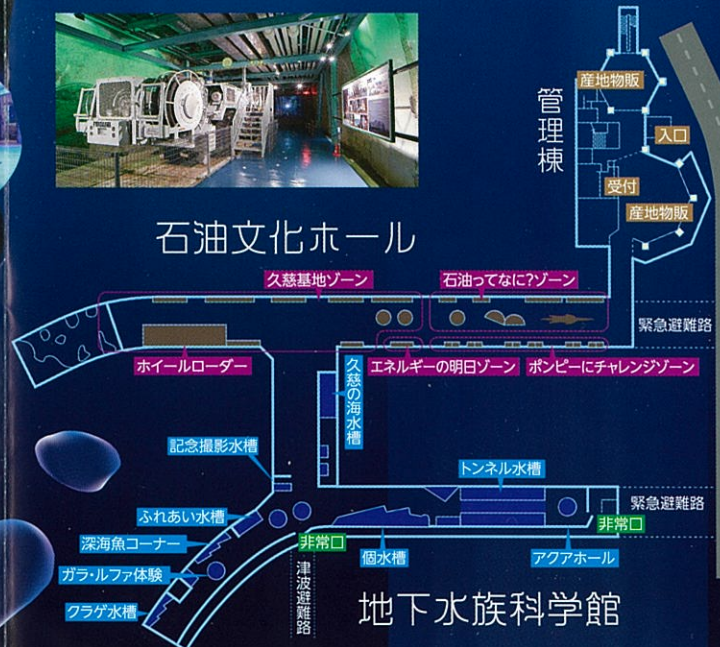 産地物販
管理棟
入口
受付
産地物販
石油文化ホール
久慈基地ゾーン
石油ってなに?ゾーン
緊急避難路
ホイールローダー
エネルギーの明日ゾーン
ポンピーにチャレンジゾーン
久慈の海水槽
記念撮影水槽
トンネル水槽
緊急避難路
ふれあい水槽
非常口
深海魚コーナー
非常口
個水槽
アクアホール
ガラ・ルファ体験
津波避難路
クラゲ水槽
地下水族科学館